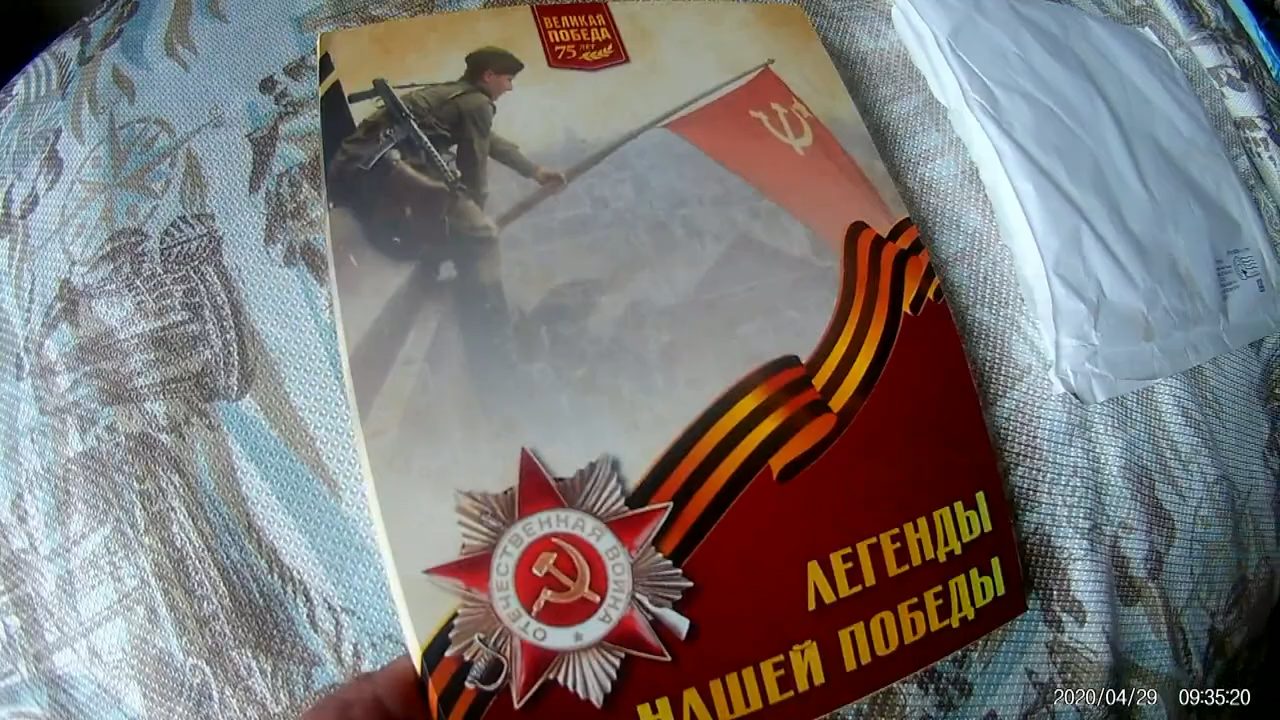 ВЕЛИКАЯ
ПОБЕДА
75 ЛЕТ
ОТЕЧЕСТВЕННАЯ ВОЙНА
ЛЕГЕНДЫ
НАШЕЙ ПОБЕДЫ
2020/04/29 09:35:20